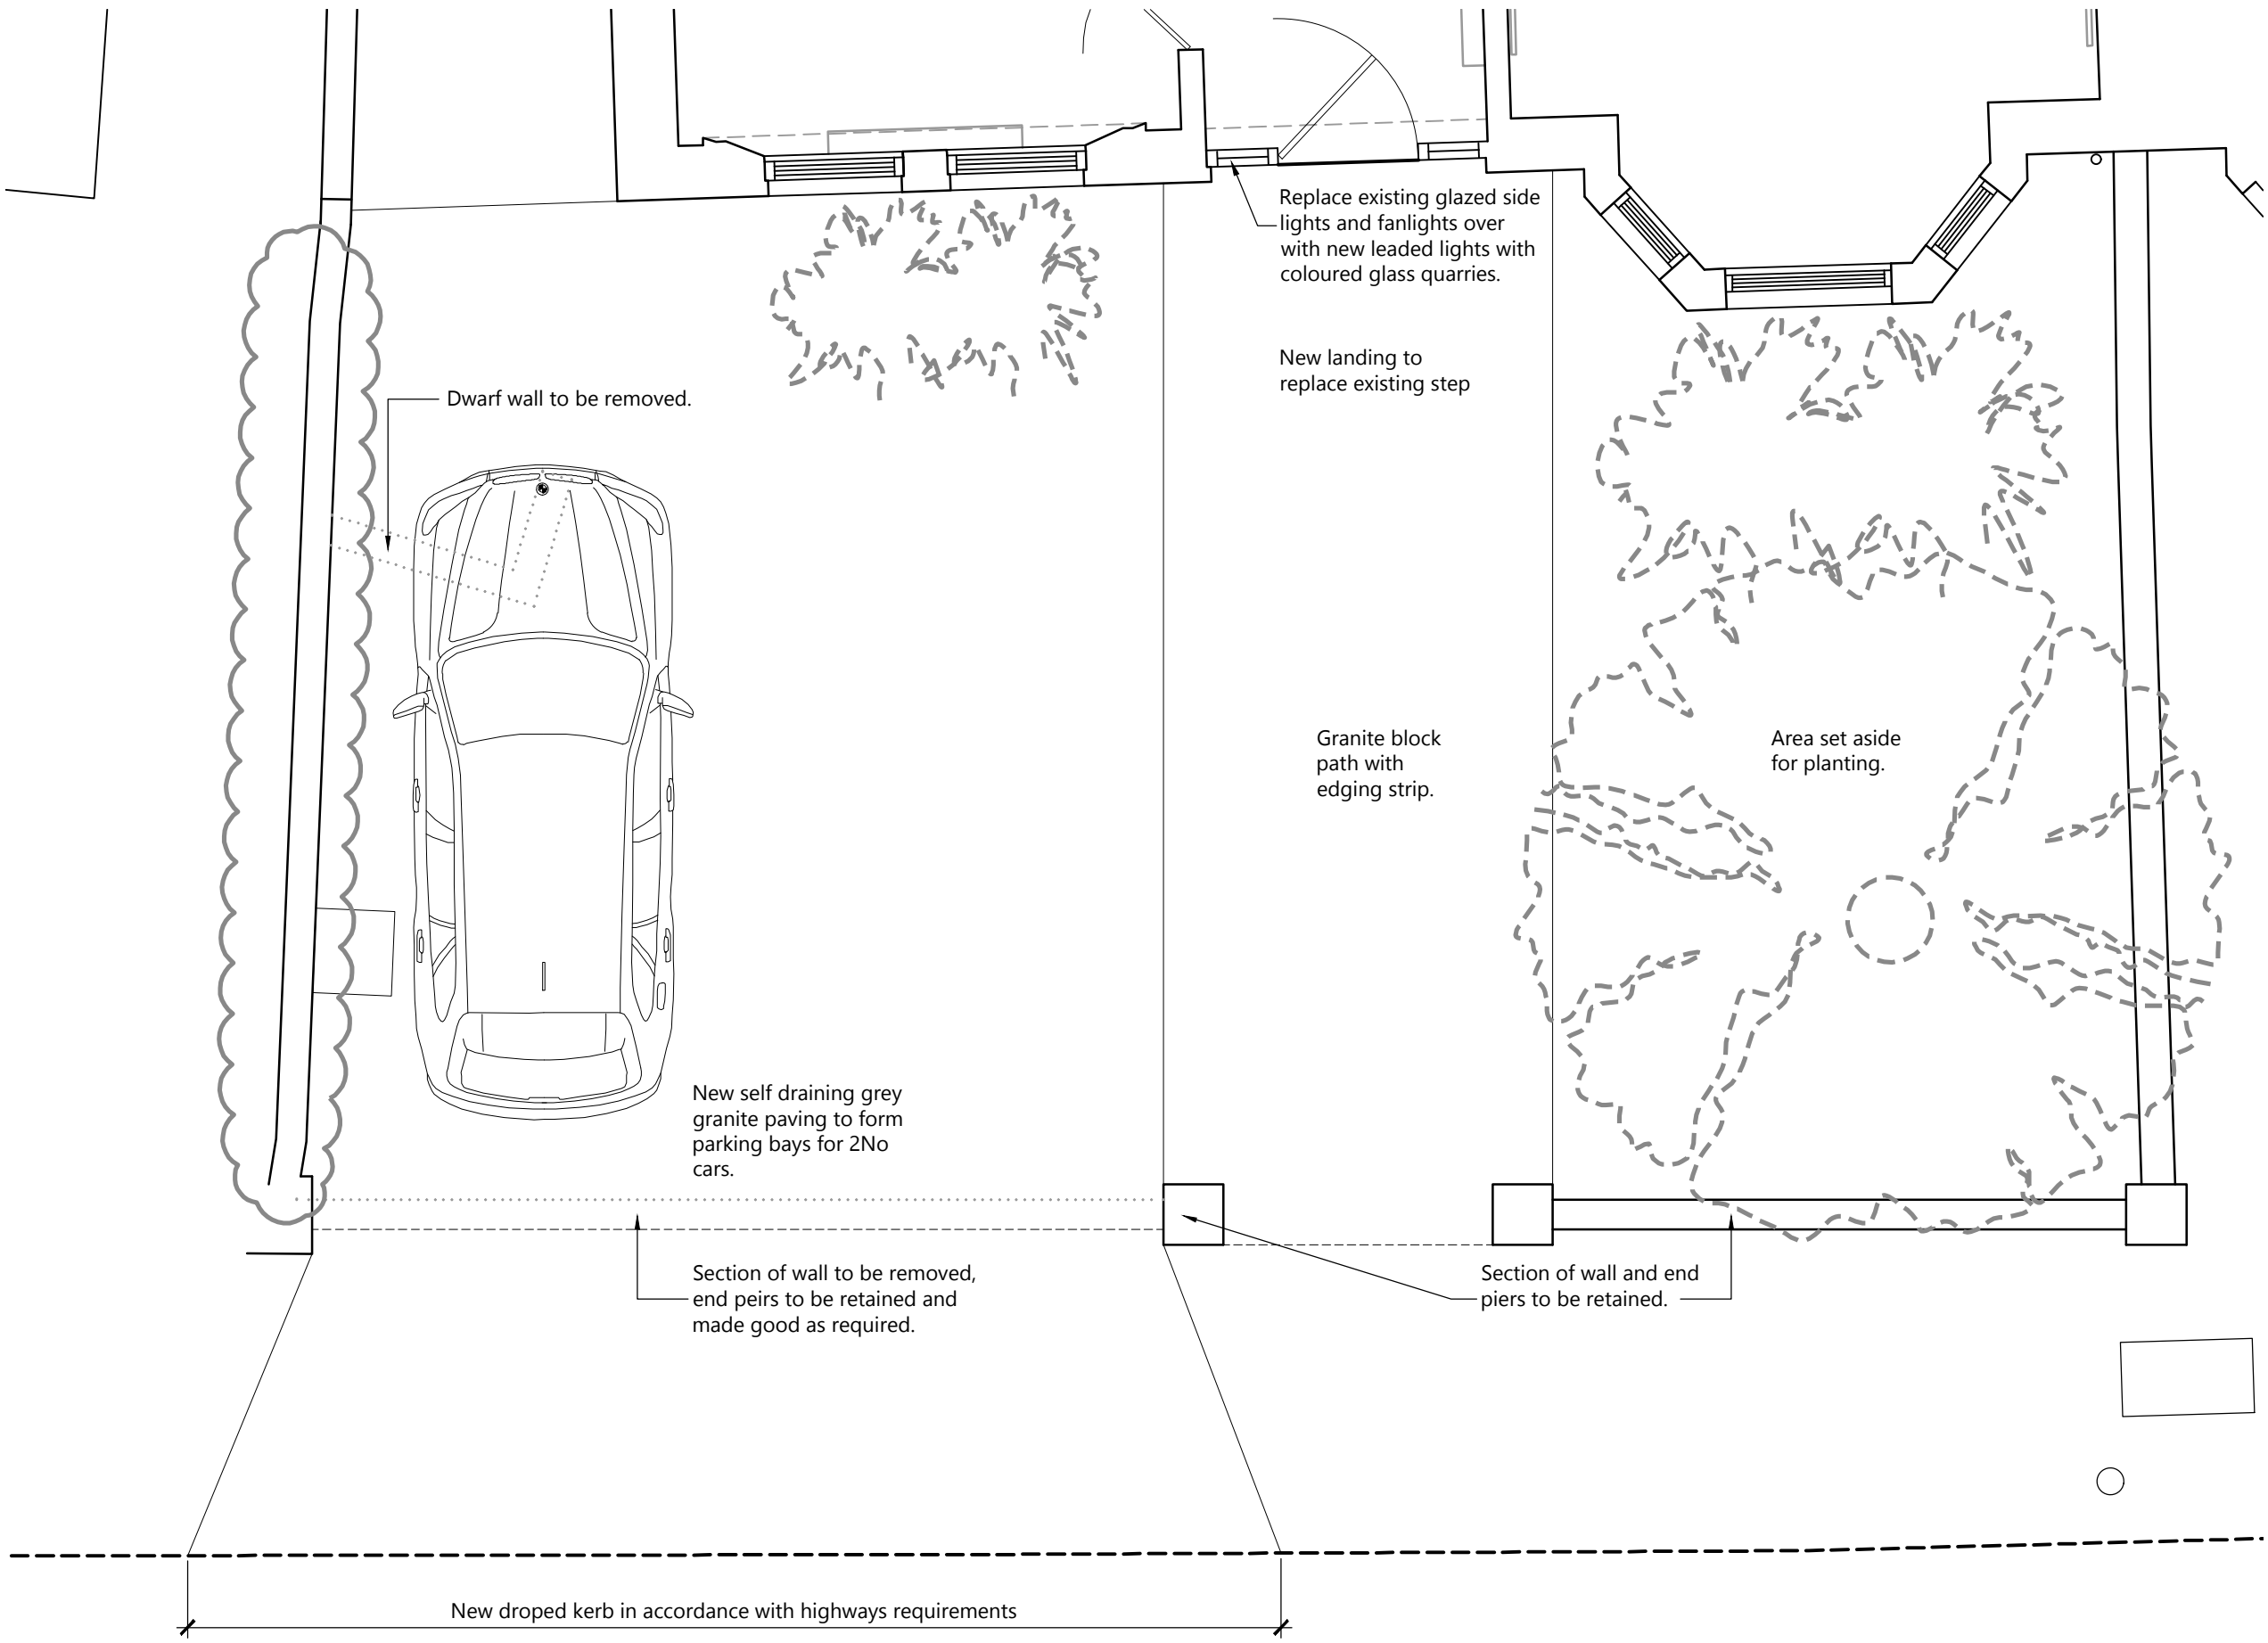 Replace existing glazed side
lights and fanlights over
with new leaded lights with
coloured glass quarries.
New landing to
replace existing step
Dwarf wall to be removed.
Granite block
path with
edging strip.
Area set aside
for planting.
New self draining grey
granite paving to form
parking bays for 2No
cars.
Section of wall to be removed,
end peirs to be retained and
made good as required.
Section of wall and end
piers to be retained.
New droped kerb in accordance with highways requirements